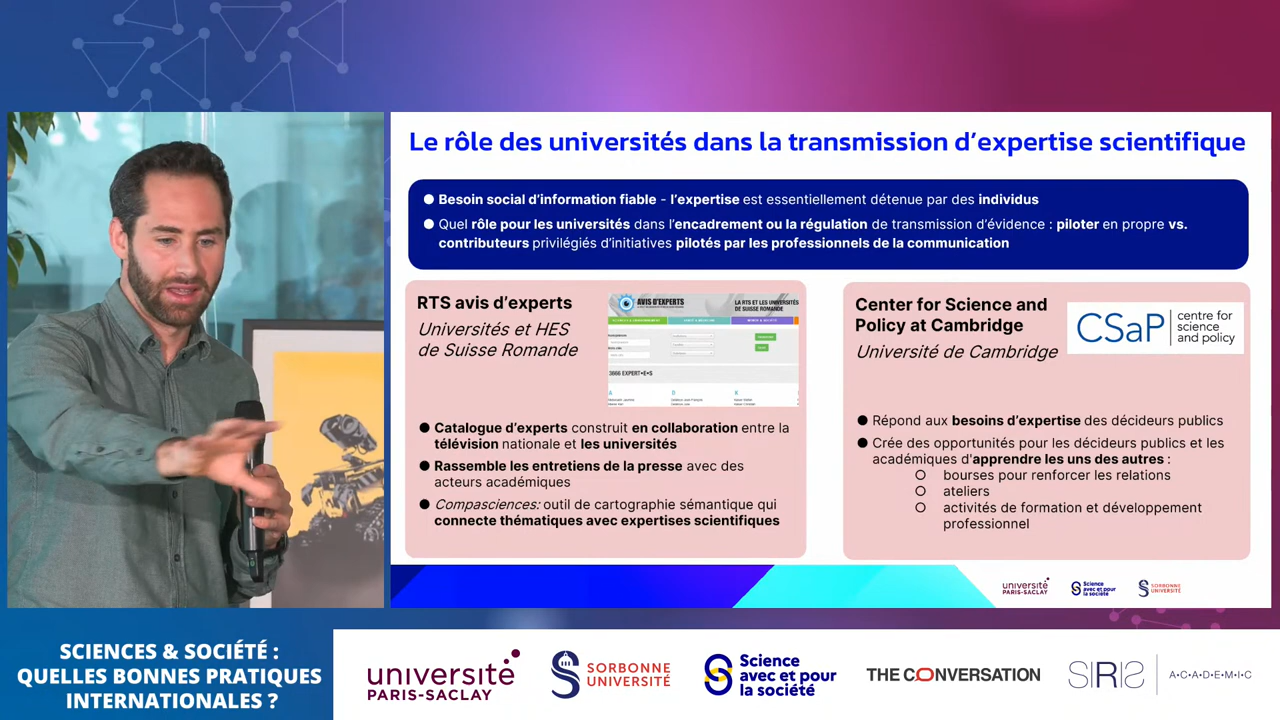 Le rôle des universités dans la transmission d'expertise scientifique
● Besoin social d'information fiable - l'expertise est essentiellement détenue par des individus
● Quel rôle pour les universités dans l'encadrement ou la régulation de transmission d'évidence : piloter en propre vs.
contributeurs privilégiés d'initiatives pilotés par les professionnels de la communication
RTS avis d'experts
Universités et HES
de Suisse Romande
AVIS D'EXPERTS
LA RTS ET LES UNIVERSITÉS
DE SUISSE ROMANDE
3666 EXPERT•E•S
A D K
● Catalogue d'experts construit en collaboration entre la
télévision nationale et les universités
● Rassemble les entretiens de la presse avec des
acteurs académiques
● Compasciences: outil de cartographie sémantique qui
connecte thématiques avec expertises scientifiques
Center for Science and
Policy at Cambridge
Université de Cambridge
CSaP
centre for
science
and policy
● Répond aux besoins d'expertise des décideurs publics
● Crée des opportunités pour les décideurs publics et les
académiques d'apprendre les uns des autres :
○ bourses pour renforcer les relations
○ ateliers
○ activités de formation et développement
professionnel
université
PARIS-SACLAY
Science
avec et pour
la société
SORBONNE
UNIVERSITÉ
SCIENCES & SOCIÉTÉ :
QUELLES BONNES PRATIQUES
INTERNATIONALES ?
université
PARIS-SACLAY
SORBONNE
UNIVERSITÉ
Science
avec et pour
la société
THE CONVERSATION
SIRIS
A•C•A•D•E•M•I•C